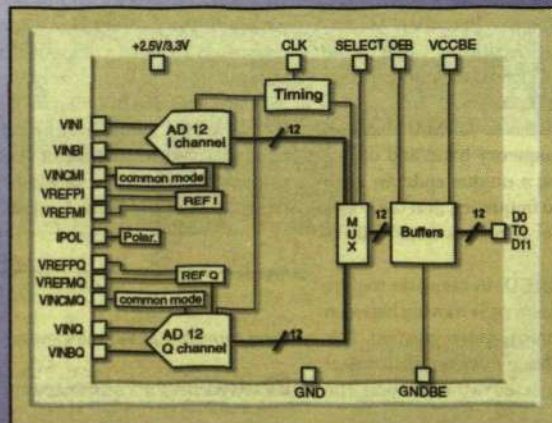 +2.5V/3.3V CLK SELECT OEB VCCBE
Timing
VINI
VINBI
AD 12
I channel
12
VINCMI
common mode
VREFPI
VREFMI
REF I
IPOL
Polar.
MUX
12
Buffers
12
D0
TO
D11
VREFPQ
VREFMQ
REF Q
VINCMQ
common mode
VINQ
VINBQ
AD 12
Q channel
12
GND
GNDBE